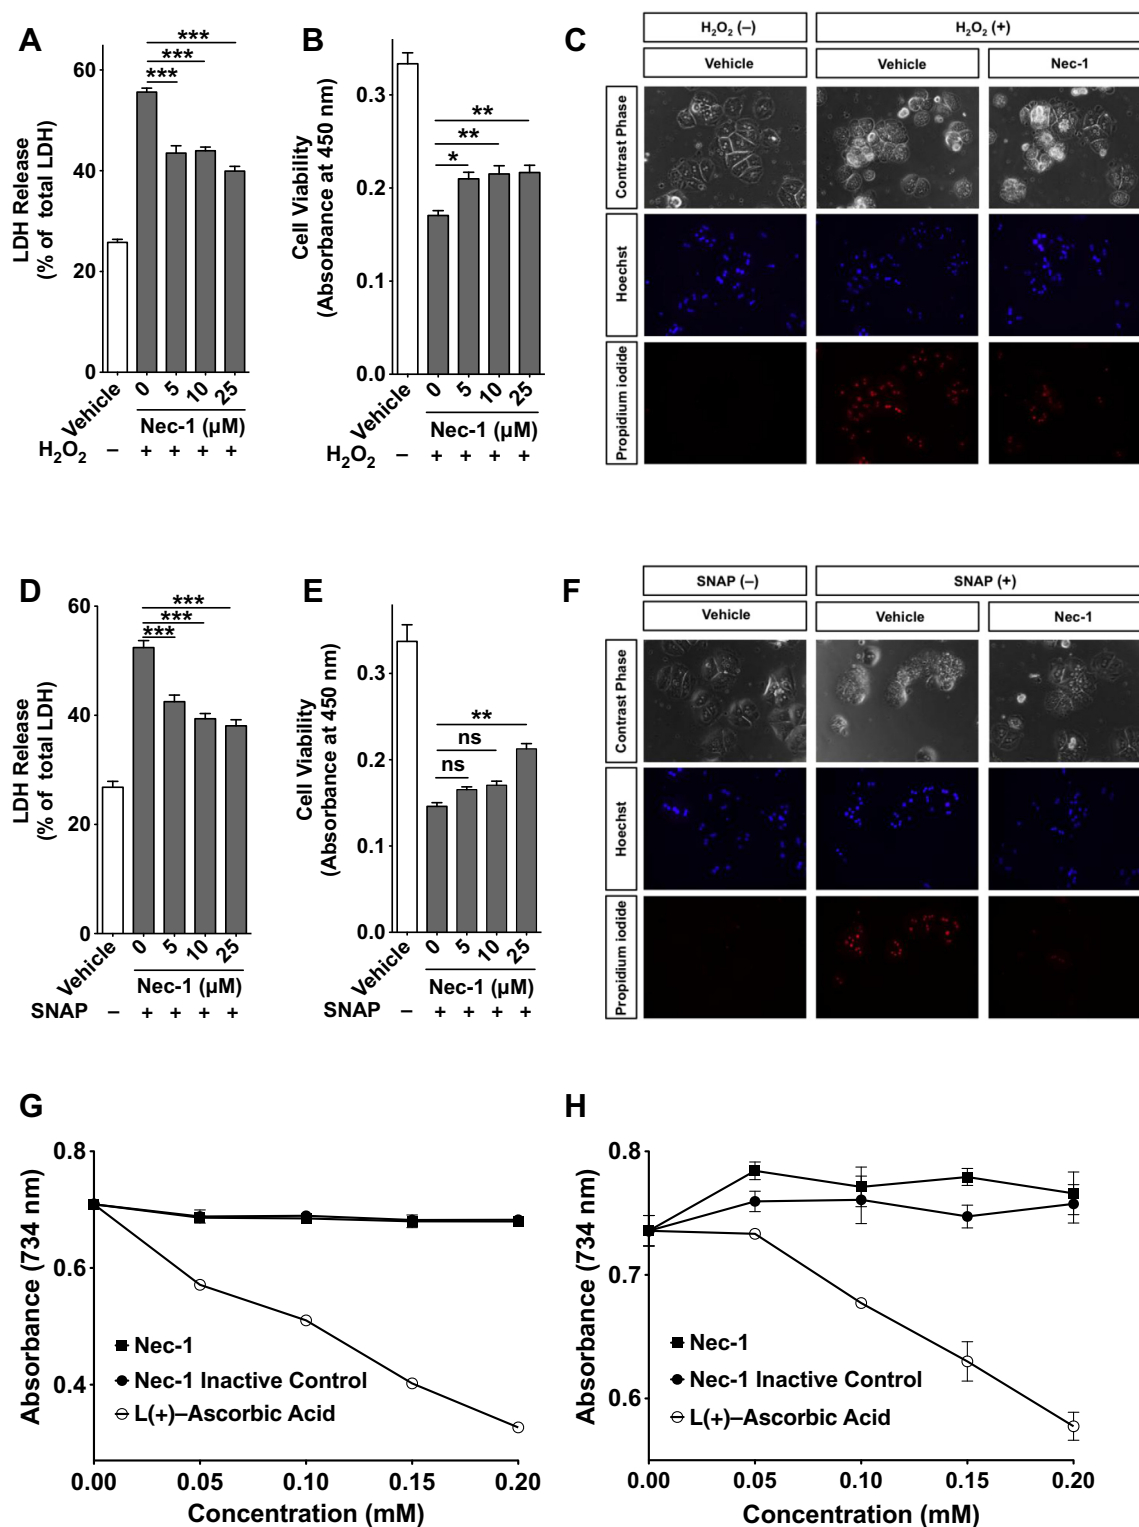 A
LDH Release
(% of total LDH)
60
40
20
0
***
***
***
Vehicle
0
5
10
25
Nec-1 (µM)
H2O2
– + + + +
B
Cell Viability
(Absorbance at 450 nm)
0.3
0.2
0.1
0.0
**
**
*
Vehicle
0
5
10
25
Nec-1 (µM)
H2O2
– + + + +
C
H2O2 (–)
H2O2 (+)
Vehicle
Vehicle
Nec-1
Contrast Phase
Hoechst
Propidium iodide
D
LDH Release
(% of total LDH)
60
40
20
0
***
***
***
Vehicle
0
5
10
25
Nec-1 (µM)
SNAP
– + + + +
E
Cell Viability
(Absorbance at 450 nm)
0.3
0.2
0.1
0.0
**
ns
ns
Vehicle
0
5
10
25
Nec-1 (µM)
SNAP
– + + + +
F
SNAP (–)
SNAP (+)
Vehicle
Vehicle
Nec-1
Contrast Phase
Hoechst
Propidium iodide
G
Absorbance (734 nm)
0.8
0.6
0.4
Nec-1
Nec-1 Inactive Control
L(+)–Ascorbic Acid
0.00 0.05 0.10 0.15 0.20
Concentration (mM)
H
Absorbance (734 nm)
0.8
0.7
0.6
Nec-1
Nec-1 Inactive Control
L(+)–Ascorbic Acid
0.00 0.05 0.10 0.15 0.20
Concentration (mM)